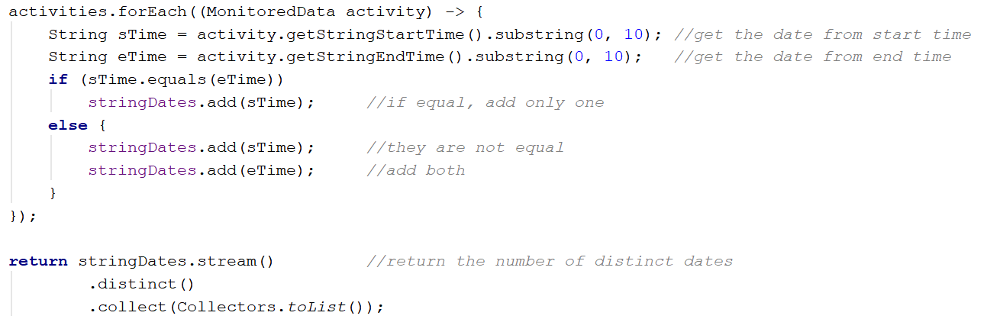 activities.forEach((MonitoredData activity) -> {
    String sTime = activity.getStringStartTime().substring(0, 10); //get the date from start time
    String eTime = activity.getStringEndTime().substring(0, 10);   //get the date from end time
    if (sTime.equals(eTime))
        stringDates.add(sTime);     //if equal, add only one
    else {
        stringDates.add(sTime);     //they are not equal
        stringDates.add(eTime);     //add both
    }
});

return stringDates.stream()         //return the number of distinct dates
        .distinct()
        .collect(Collectors.toList());